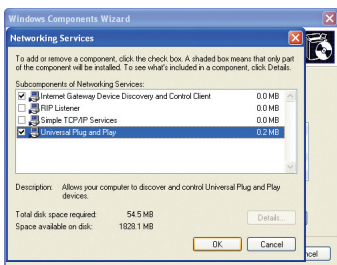 Windows Components Wizard
Networking Services
To add or remove a component, click the check box. A shaded box means that only part
of the component will be installed. To see what's included in a component, click Details.
Subcomponents of Networking Services:
Internet Gateway Device Discovery and Control Client 0.0 MB
RIP Listener 0.0 MB
Simple TCP/IP Services 0.0 MB
Universal Plug and Play 0.2 MB
Description: Allows your computer to discover and control Universal Plug and Play
devices.
Total disk space required: 54.5 MB
Details...
Space available on disk: 1828.1 MB
OK Cancel
ncel